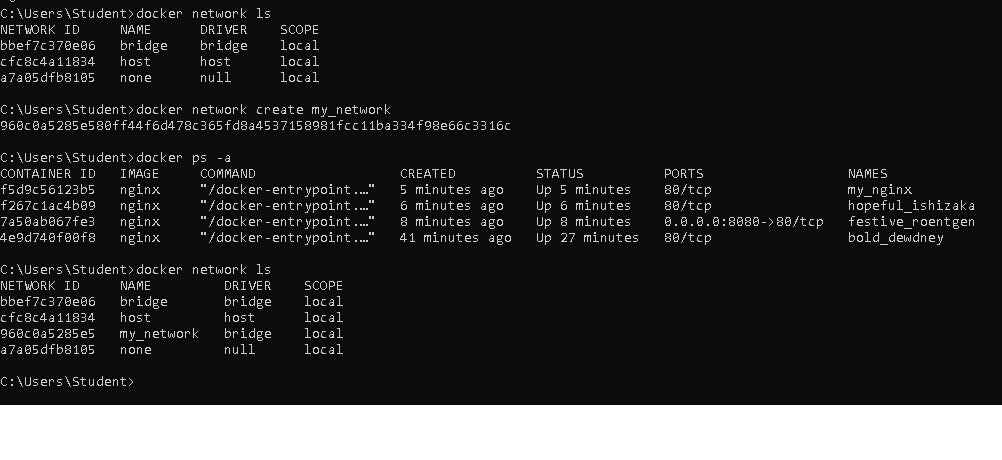 C:\Users\Student>docker network ls
NETWORK ID     NAME      DRIVER    SCOPE
bbef7c370e06   bridge    bridge    local
cfc8c4a11834   host      host      local
a7a05dfb8105   none      null      local
C:\Users\Student>docker network create my_network
960c0a5285e580ff44f6d478c365fd8a4537158981fcc11ba334f98e66c3316c
C:\Users\Student>docker ps -a
CONTAINER ID   IMAGE     COMMAND                  CREATED          STATUS          PORTS                  NAMES
f5d9c56123b5   nginx     "/docker-entrypoint.…"   5 minutes ago    Up 5 minutes    80/tcp                 my_nginx
f267c1ac4b09   nginx     "/docker-entrypoint.…"   6 minutes ago    Up 6 minutes    80/tcp                 hopeful_ishizaka
7a50ab067fe3   nginx     "/docker-entrypoint.…"   8 minutes ago    Up 8 minutes    0.0.0.0:8080->80/tcp   festive_roentgen
4e9d740f00f8   nginx     "/docker-entrypoint.…"   41 minutes ago   Up 27 minutes   80/tcp                 bold_dewdney
C:\Users\Student>docker network ls
NETWORK ID     NAME         DRIVER    SCOPE
bbef7c370e06   bridge       bridge    local
cfc8c4a11834   host         host      local
960c0a5285e5   my_network   bridge    local
a7a05dfb8105   none         null      local
C:\Users\Student>